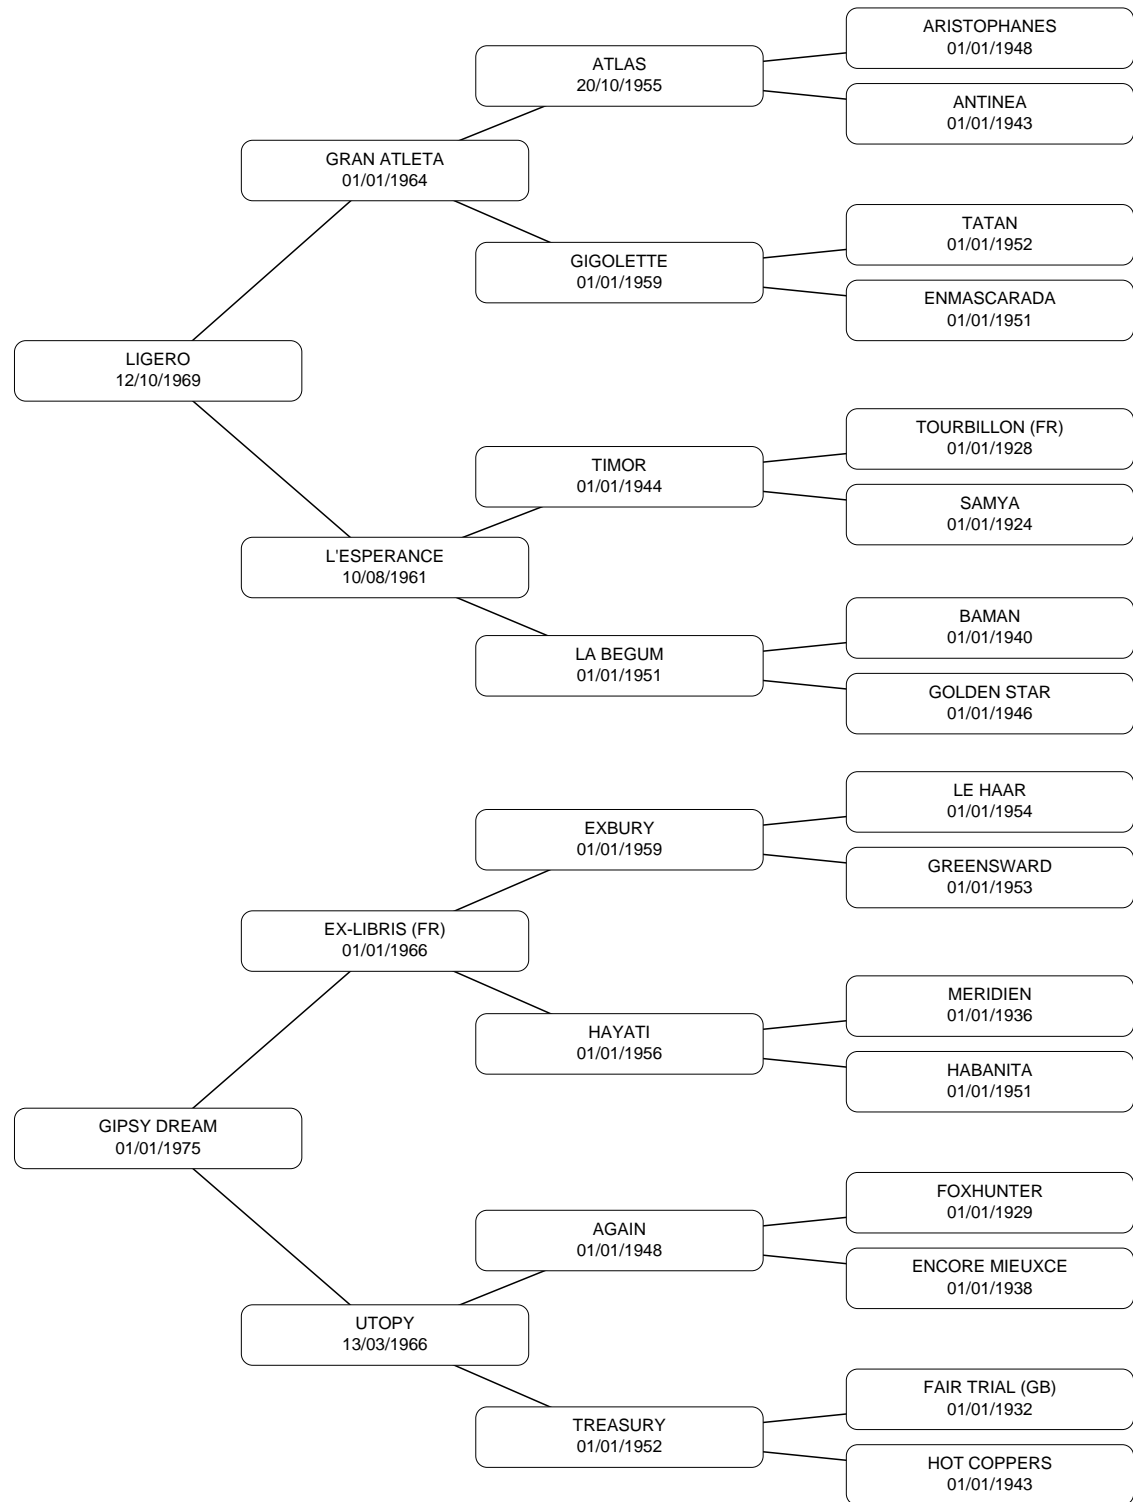 ARISTOPHANES
01/01/1948
ATLAS
20/10/1955
ANTINEA
01/01/1943
GRAN ATLETA
01/01/1964
TATAN
01/01/1952
GIGOLETTE
01/01/1959
ENMASCARADA
01/01/1951
LIGERO
12/10/1969
TOURBILLON (FR)
01/01/1928
TIMOR
01/01/1944
SAMYA
01/01/1924
L'ESPERANCE
10/08/1961
BAMAN
01/01/1940
LA BEGUM
01/01/1951
GOLDEN STAR
01/01/1946
LE HAAR
01/01/1954
EXBURY
01/01/1959
GREENSWARD
01/01/1953
EX-LIBRIS (FR)
01/01/1966
MERIDIEN
01/01/1936
HAYATI
01/01/1956
HABANITA
01/01/1951
GIPSY DREAM
01/01/1975
FOXHUNTER
01/01/1929
AGAIN
01/01/1948
ENCORE MIEUXCE
01/01/1938
UTOPY
13/03/1966
FAIR TRIAL (GB)
01/01/1932
TREASURY
01/01/1952
HOT COPPERS
01/01/1943